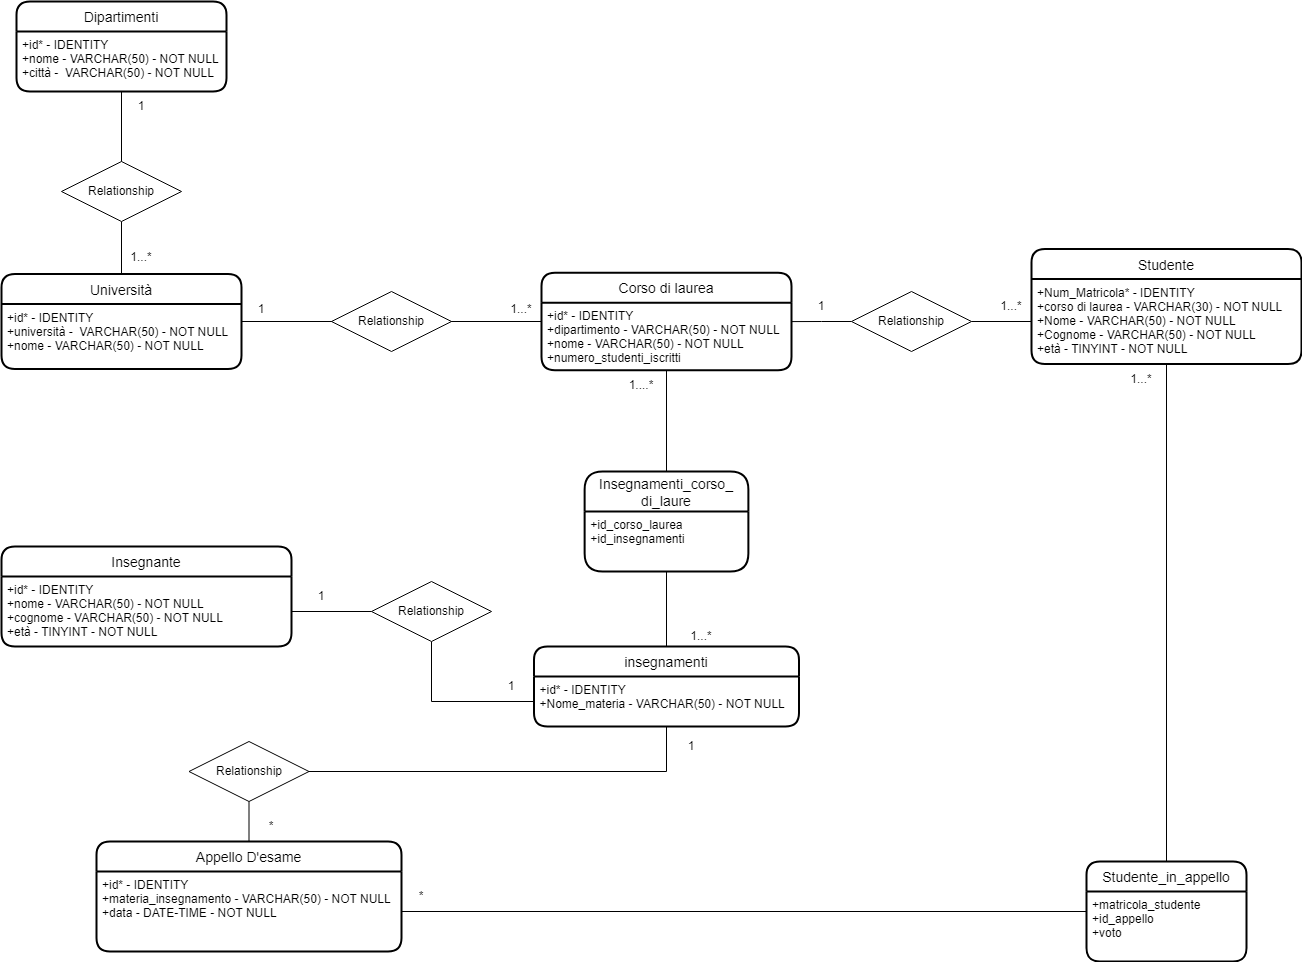 Dipartimenti
+id* - IDENTITY
+nome - VARCHAR(50) - NOT NULL
+città -  VARCHAR(50) - NOT NULL
1
Relationship
1...*
Università
+id* - IDENTITY
+università -  VARCHAR(50) - NOT NULL
+nome - VARCHAR(50) - NOT NULL
1
Relationship
1...*
Corso di laurea
+id* - IDENTITY
+dipartimento - VARCHAR(50) - NOT NULL
+nome - VARCHAR(50) - NOT NULL
+numero_studenti_iscritti
1
Relationship
1...*
Studente
+Num_Matricola* - IDENTITY
+corso di laurea - VARCHAR(30) - NOT NULL
+Nome - VARCHAR(50) - NOT NULL
+Cognome - VARCHAR(50) - NOT NULL
+età - TINYINT - NOT NULL
1....*
1...*
Insegnamenti_corso_
di_laure
+id_corso_laurea
+id_insegnamenti
Insegnante
+id* - IDENTITY
+nome - VARCHAR(50) - NOT NULL
+cognome - VARCHAR(50) - NOT NULL
+età - TINYINT - NOT NULL
1
Relationship
1
1...*
insegnamenti
+id* - IDENTITY
+Nome_materia - VARCHAR(50) - NOT NULL
1
Relationship
*
Appello D'esame
+id* - IDENTITY
+materia_insegnamento - VARCHAR(50) - NOT NULL
+data - DATE-TIME - NOT NULL
*
Studente_in_appello
+matricola_studente
+id_appello
+voto